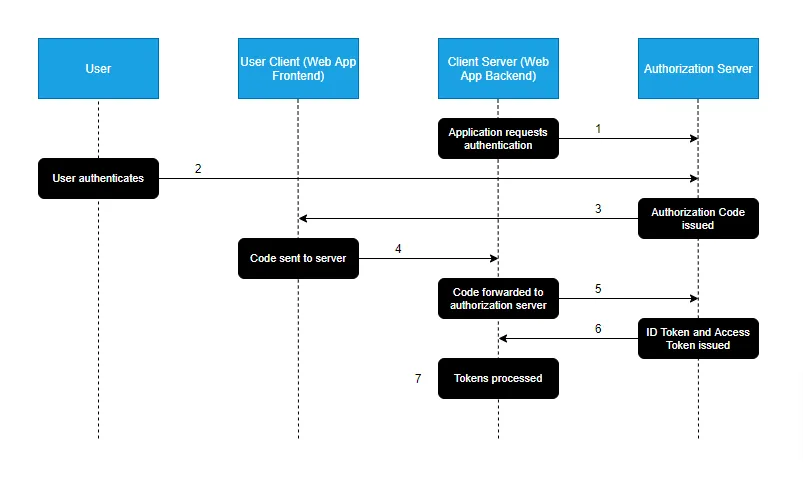 User
User Client (Web App
Frontend)
Client Server (Web
App Backend)
Authorization Server
Application requests
authentication
1
User authenticates
2
3
Authorization Code
issued
Code sent to server
4
Code forwarded to
authorization server
5
6
ID Token and Access
Token issued
7
Tokens processed